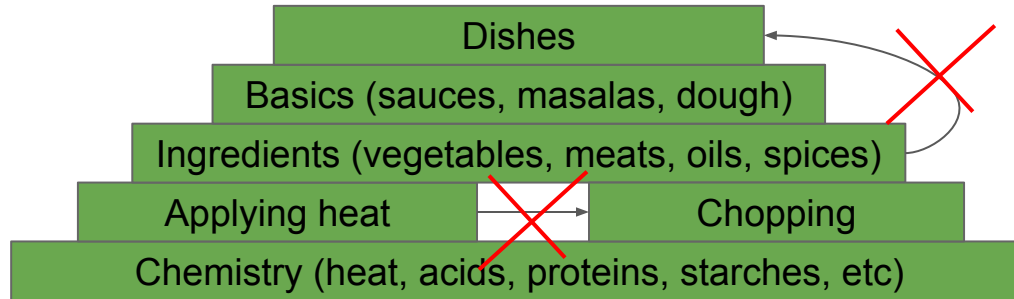 Dishes
Basics (sauces, masalas, dough)
Ingredients (vegetables, meats, oils, spices)
Applying heat
Chopping
Chemistry (heat, acids, proteins, starches, etc)